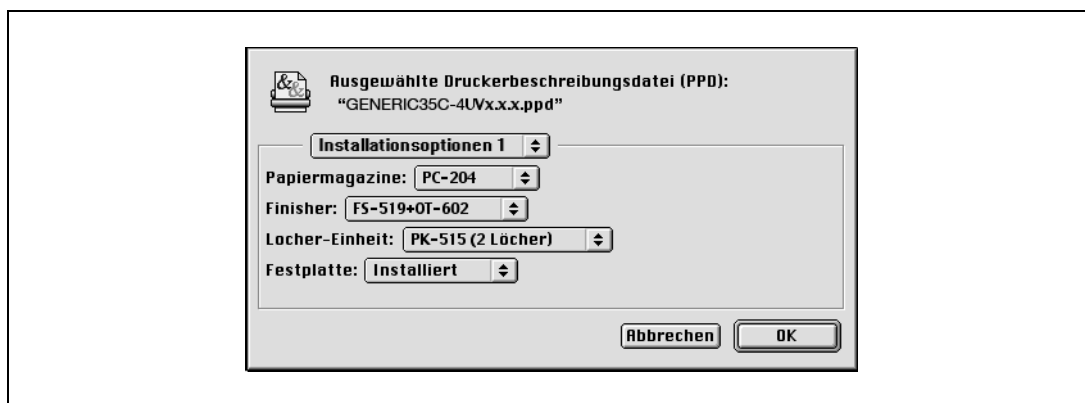 Ausgewählte Druckerbeschreibungsdatei (PPD):
“GENERIC35C-4UVx.x.x.ppd”
Installationsoptionen 1
Papiermagazine: PC-204
Finisher: FS-519+OT-602
Locher-Einheit: PK-515 (2 Löcher)
Festplatte: Installiert
Abbrechen OK